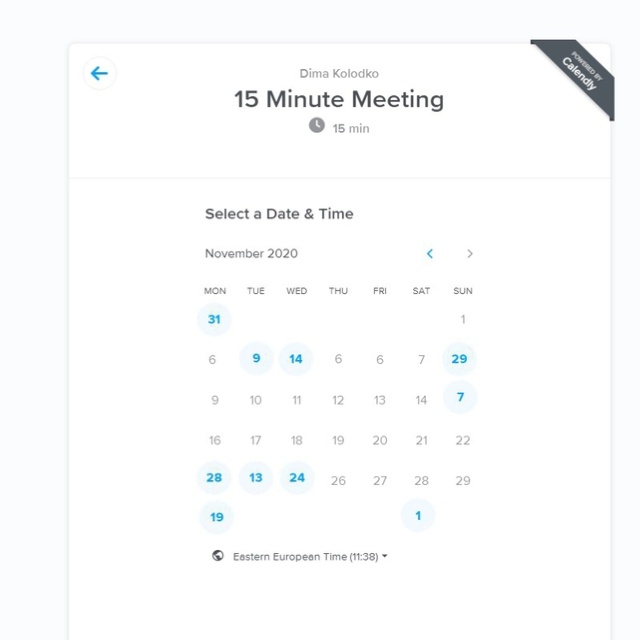 POWERED BY
Calendly
Dima Kolodko
15 Minute Meeting
15 min
Select a Date & Time
November 2020
MON TUE WED THU FRI SAT SUN
31 1
6 9 14 6 6 7 29
9 10 11 12 13 14 7
16 17 18 19 20 21 22
28 13 24 26 27 28 29
19 1
Eastern European Time (11:38)